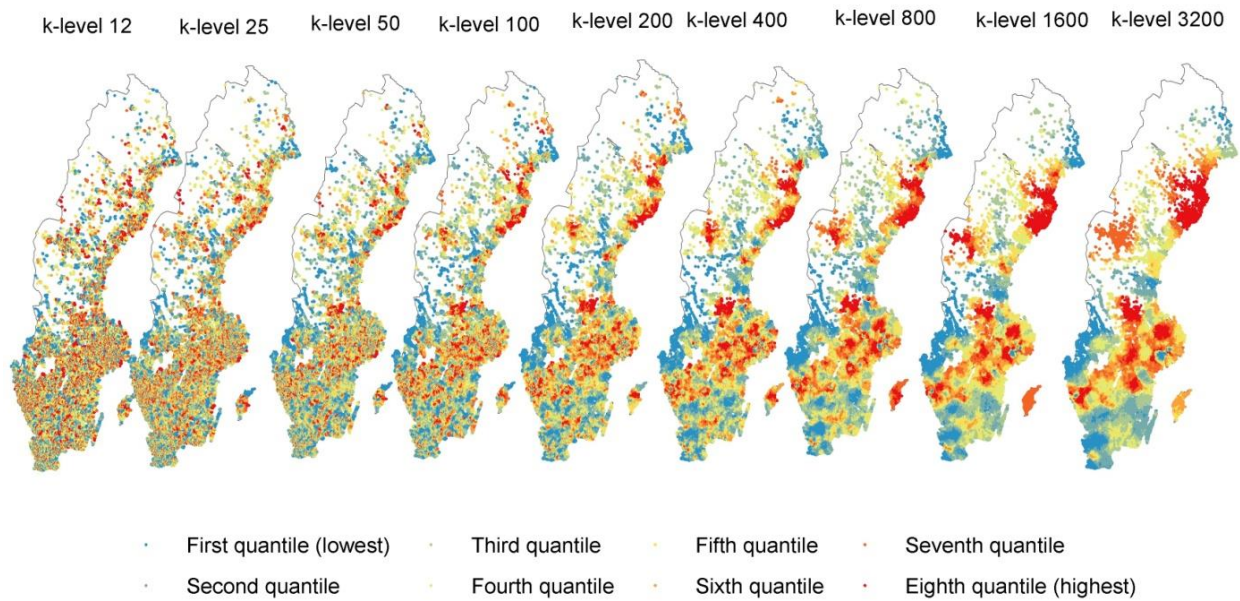 k-level 12 k-level 25 k-level 50 k-level 100 k-level 200 k-level 400 k-level 800 k-level 1600 k-level 3200
First quantile (lowest) Third quantile Fifth quantile Seventh quantile
Second quantile Fourth quantile Sixth quantile Eighth quantile (highest)